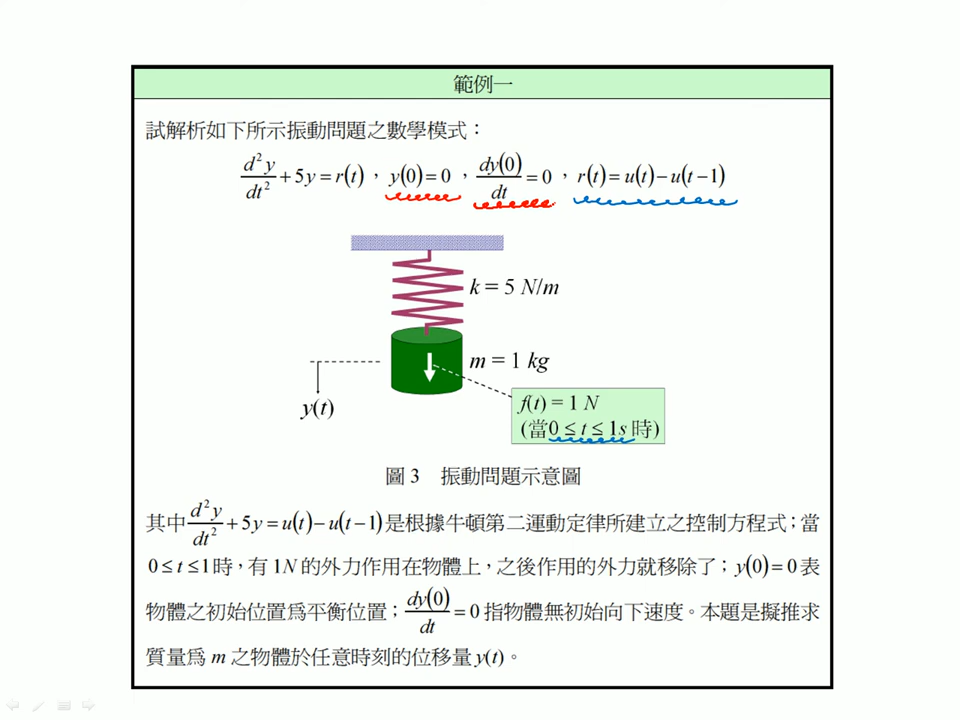 範例一
試解析如下所示振動問題之數學模式：
d²y/dt² + 5y = r(t)，y(0) = 0，dy(0)/dt = 0，r(t) = u(t) − u(t − 1)
k = 5 N/m
m = 1 kg
y(t)
f(t) = 1 N
(當0 ≤ t ≤ 1s 時)
圖 3 振動問題示意圖
其中 d²y/dt² + 5y = u(t) − u(t − 1) 是根據牛頓第二運動定律所建立之控制方程式；當
0 ≤ t ≤ 1 時，有 1N 的外力作用在物體上，之後作用的外力就移除了；y(0) = 0 表
物體之初始位置為平衡位置；dy(0)/dt = 0 指物體無初始向下速度。本題是擬推求
質量為 m 之物體於任意時刻的位移量 y(t)。